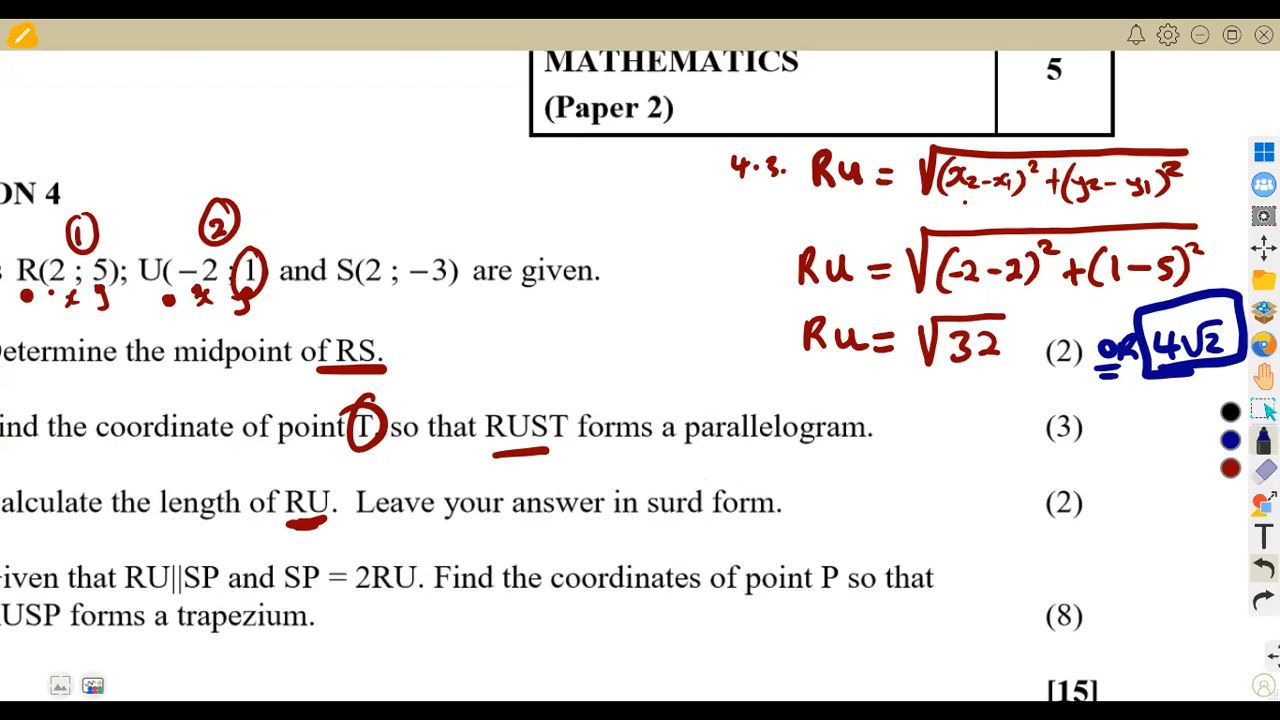 MATHEMATICS
(Paper 2)
5
4.3. Ru = √(x2-x1)² + (y2-y1)²
ON 4
1 2
s R(2 ; 5); U(−2 ; 1) and S(2 ; −3) are given.
x y x y
Ru = √(-2-2)² + (1-5)²
Ru = √32
etermine the midpoint of RS. (2) OR 4√2
ind the coordinate of point T so that RUST forms a parallelogram. (3)
alculate the length of RU. Leave your answer in surd form. (2)
iven that RU||SP and SP = 2RU. Find the coordinates of point P so that
USP forms a trapezium. (8)
[15]
T